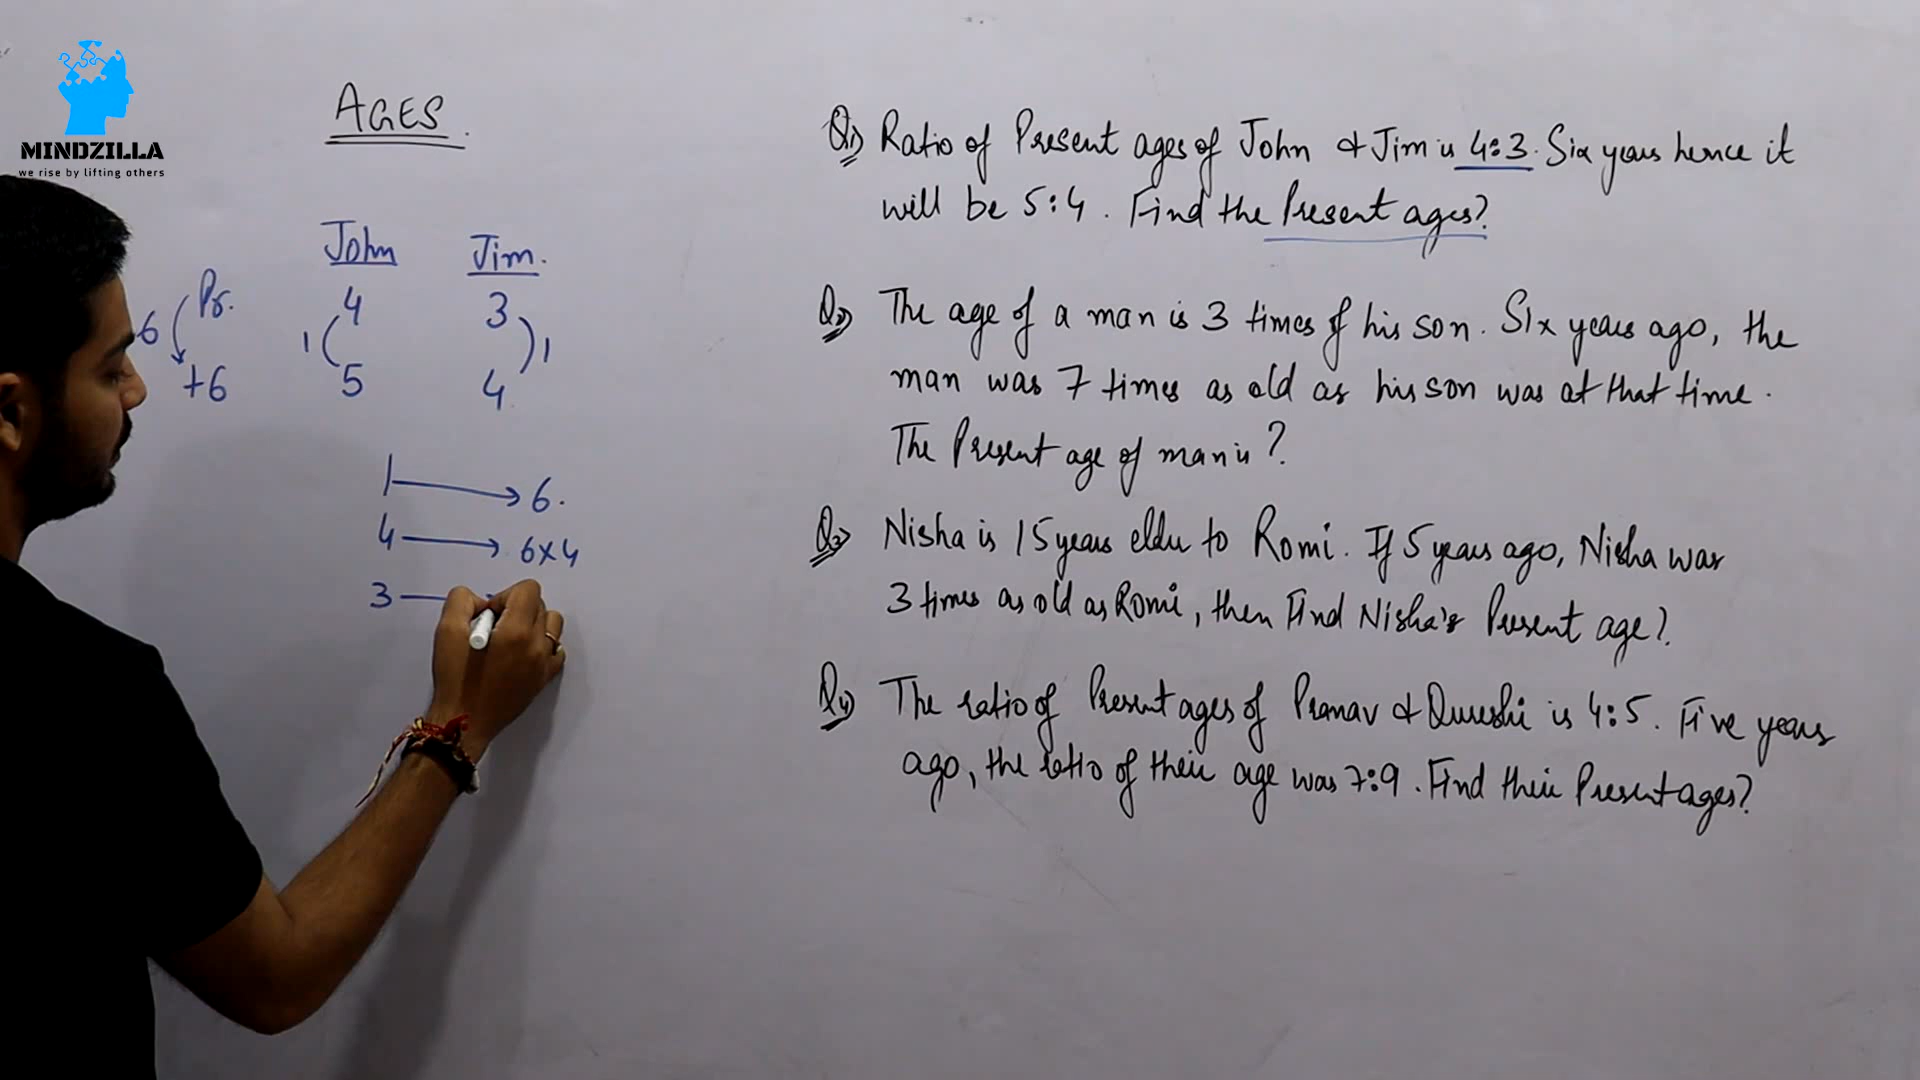 MINDZILLA
we rise by lifting others
AGES
John Jim.
Pr. 4 3
6 1 1
+6 5 4
1 → 6.
4 → 6×4
3
Q1) Ratio of Present ages of John & Jim is 4:3. Six years hence it
will be 5:4. Find the Present ages?
Q2) The age of a man is 3 times of his son. Six years ago, the
man was 7 times as old as his son was at that time.
The Present age of man is?
Q3) Nisha is 15 years elder to Romi. If 5 years ago, Nisha was
3 times as old as Romi, then Find Nisha's Present age?
Q4) The ratio of Present ages of Pranav & Qureshi is 4:5. Five years
ago, the ratio of their age was 7:9. Find their Present ages?